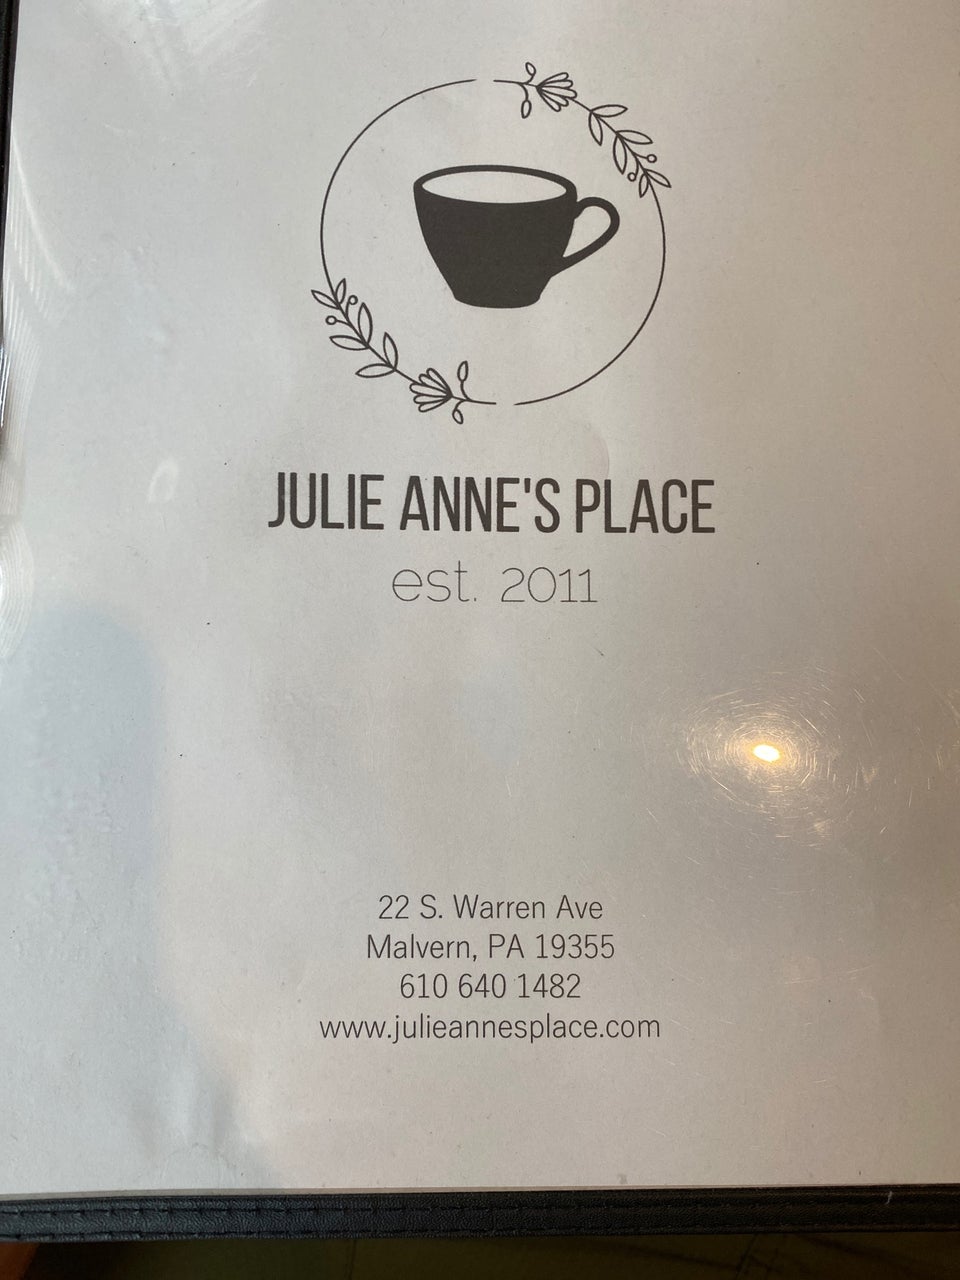 JULIE ANNE'S PLACE
est. 2011
22 S. Warren Ave
Malvern, PA 19355
610 640 1482
www.julieannesplace.com